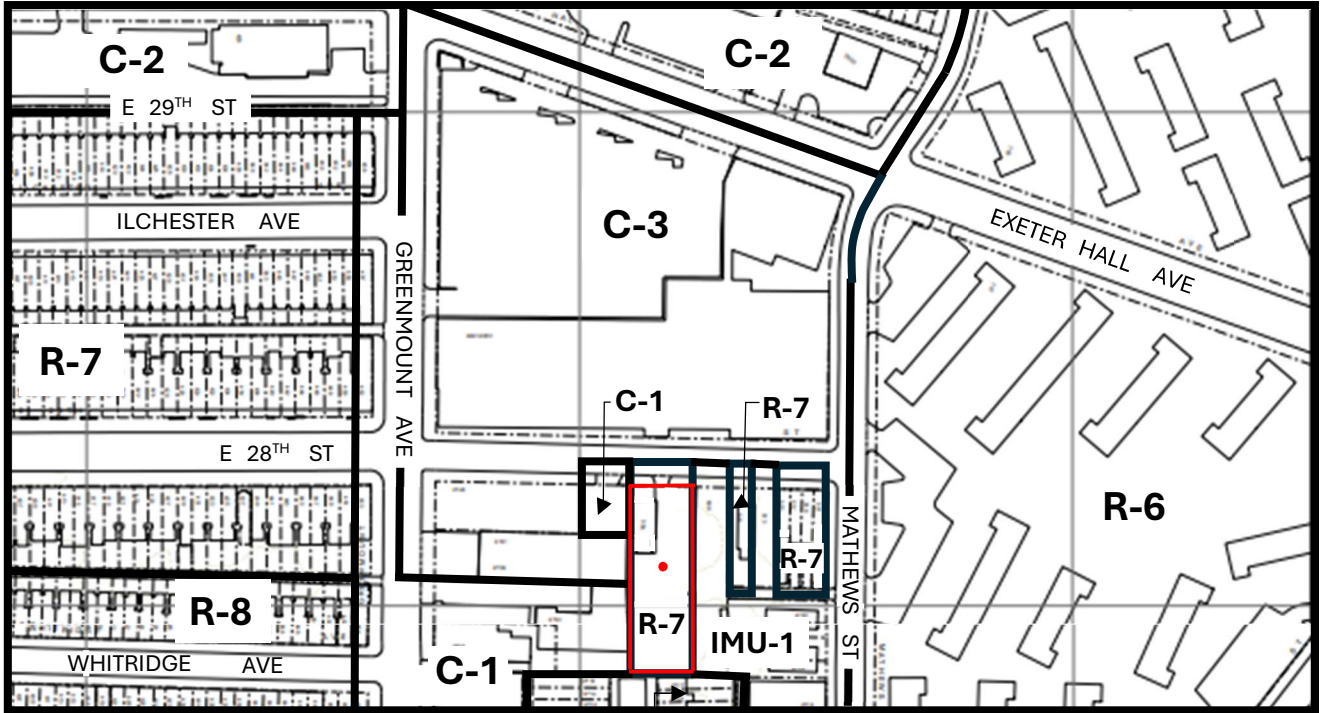 C-2
C-2
E 29TH ST
ILCHESTER AVE
C-3
EXETER HALL AVE
GREENMOUNT AVE
R-7
C-1
R-7
E 28TH ST
R-6
MATHEWS ST
R-7
R-8
R-7
IMU-1
WHITRIDGE AVE
C-1